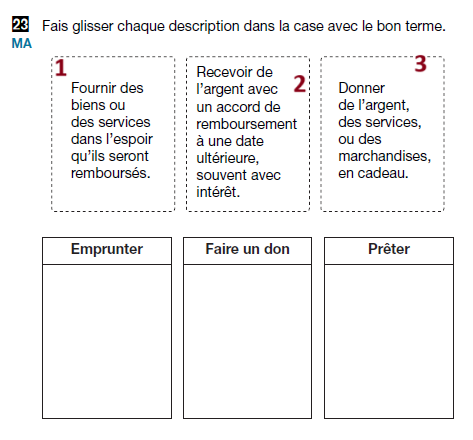 23 Fais glisser chaque description dans la case avec le bon terme.
MA
1
Fournir des
biens ou
des services
dans l'espoir
qu'ils seront
remboursés.
2
Recevoir de
l'argent avec
un accord de
remboursement
à une date
ultérieure,
souvent avec
intérêt.
3
Donner
de l'argent,
des services,
ou des
marchandises,
en cadeau.
Emprunter
Faire un don
Prêter